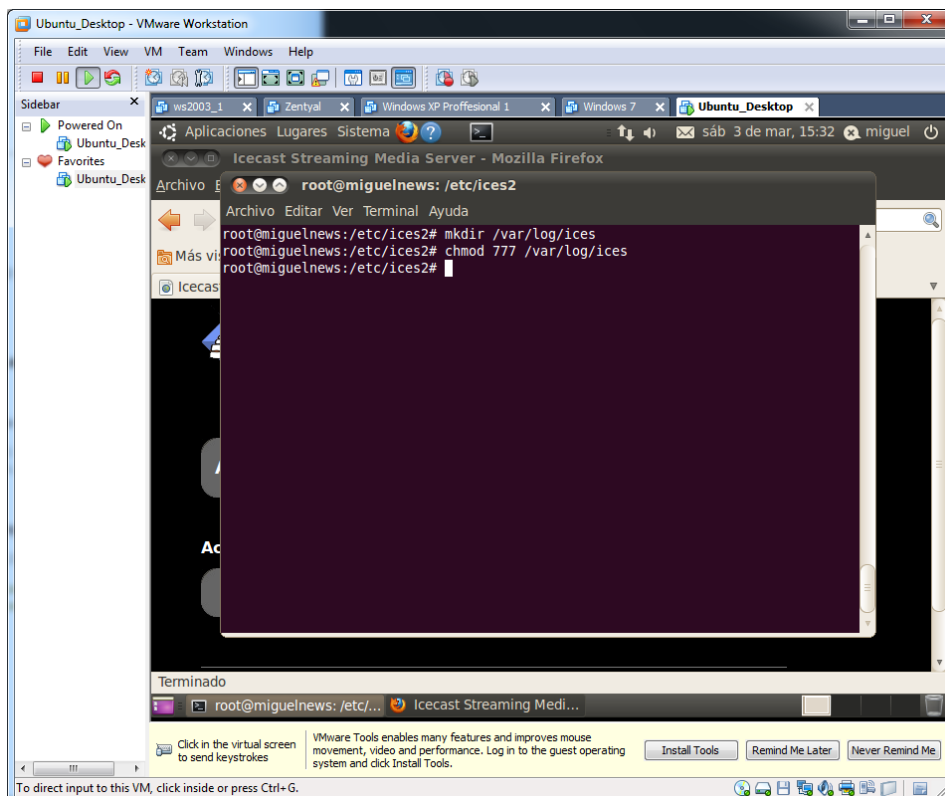 Ubuntu_Desktop - VMware Workstation
File Edit View VM Team Windows Help
Sidebar
Powered On
Ubuntu_Desk
Favorites
Ubuntu_Desk
ws2003_1 Zentyal Windows XP Proffesional 1 Windows 7 Ubuntu_Desktop
Aplicaciones Lugares Sistema sáb 3 de mar, 15:32 miguel
Icecast Streaming Media Server - Mozilla Firefox
Archivo E
root@miguelnews: /etc/ices2
Archivo Editar Ver Terminal Ayuda
root@miguelnews:/etc/ices2# mkdir /var/log/ices
root@miguelnews:/etc/ices2# chmod 777 /var/log/ices
root@miguelnews:/etc/ices2#
Más vi
Icecas
A
Ac
Terminado
root@miguelnews: /etc/... Icecast Streaming Medi...
Click in the virtual screen
to send keystrokes
VMware Tools enables many features and improves mouse
movement, video and performance. Log in to the guest operating
system and click Install Tools.
Install Tools Remind Me Later Never Remind Me
To direct input to this VM, click inside or press Ctrl+G.